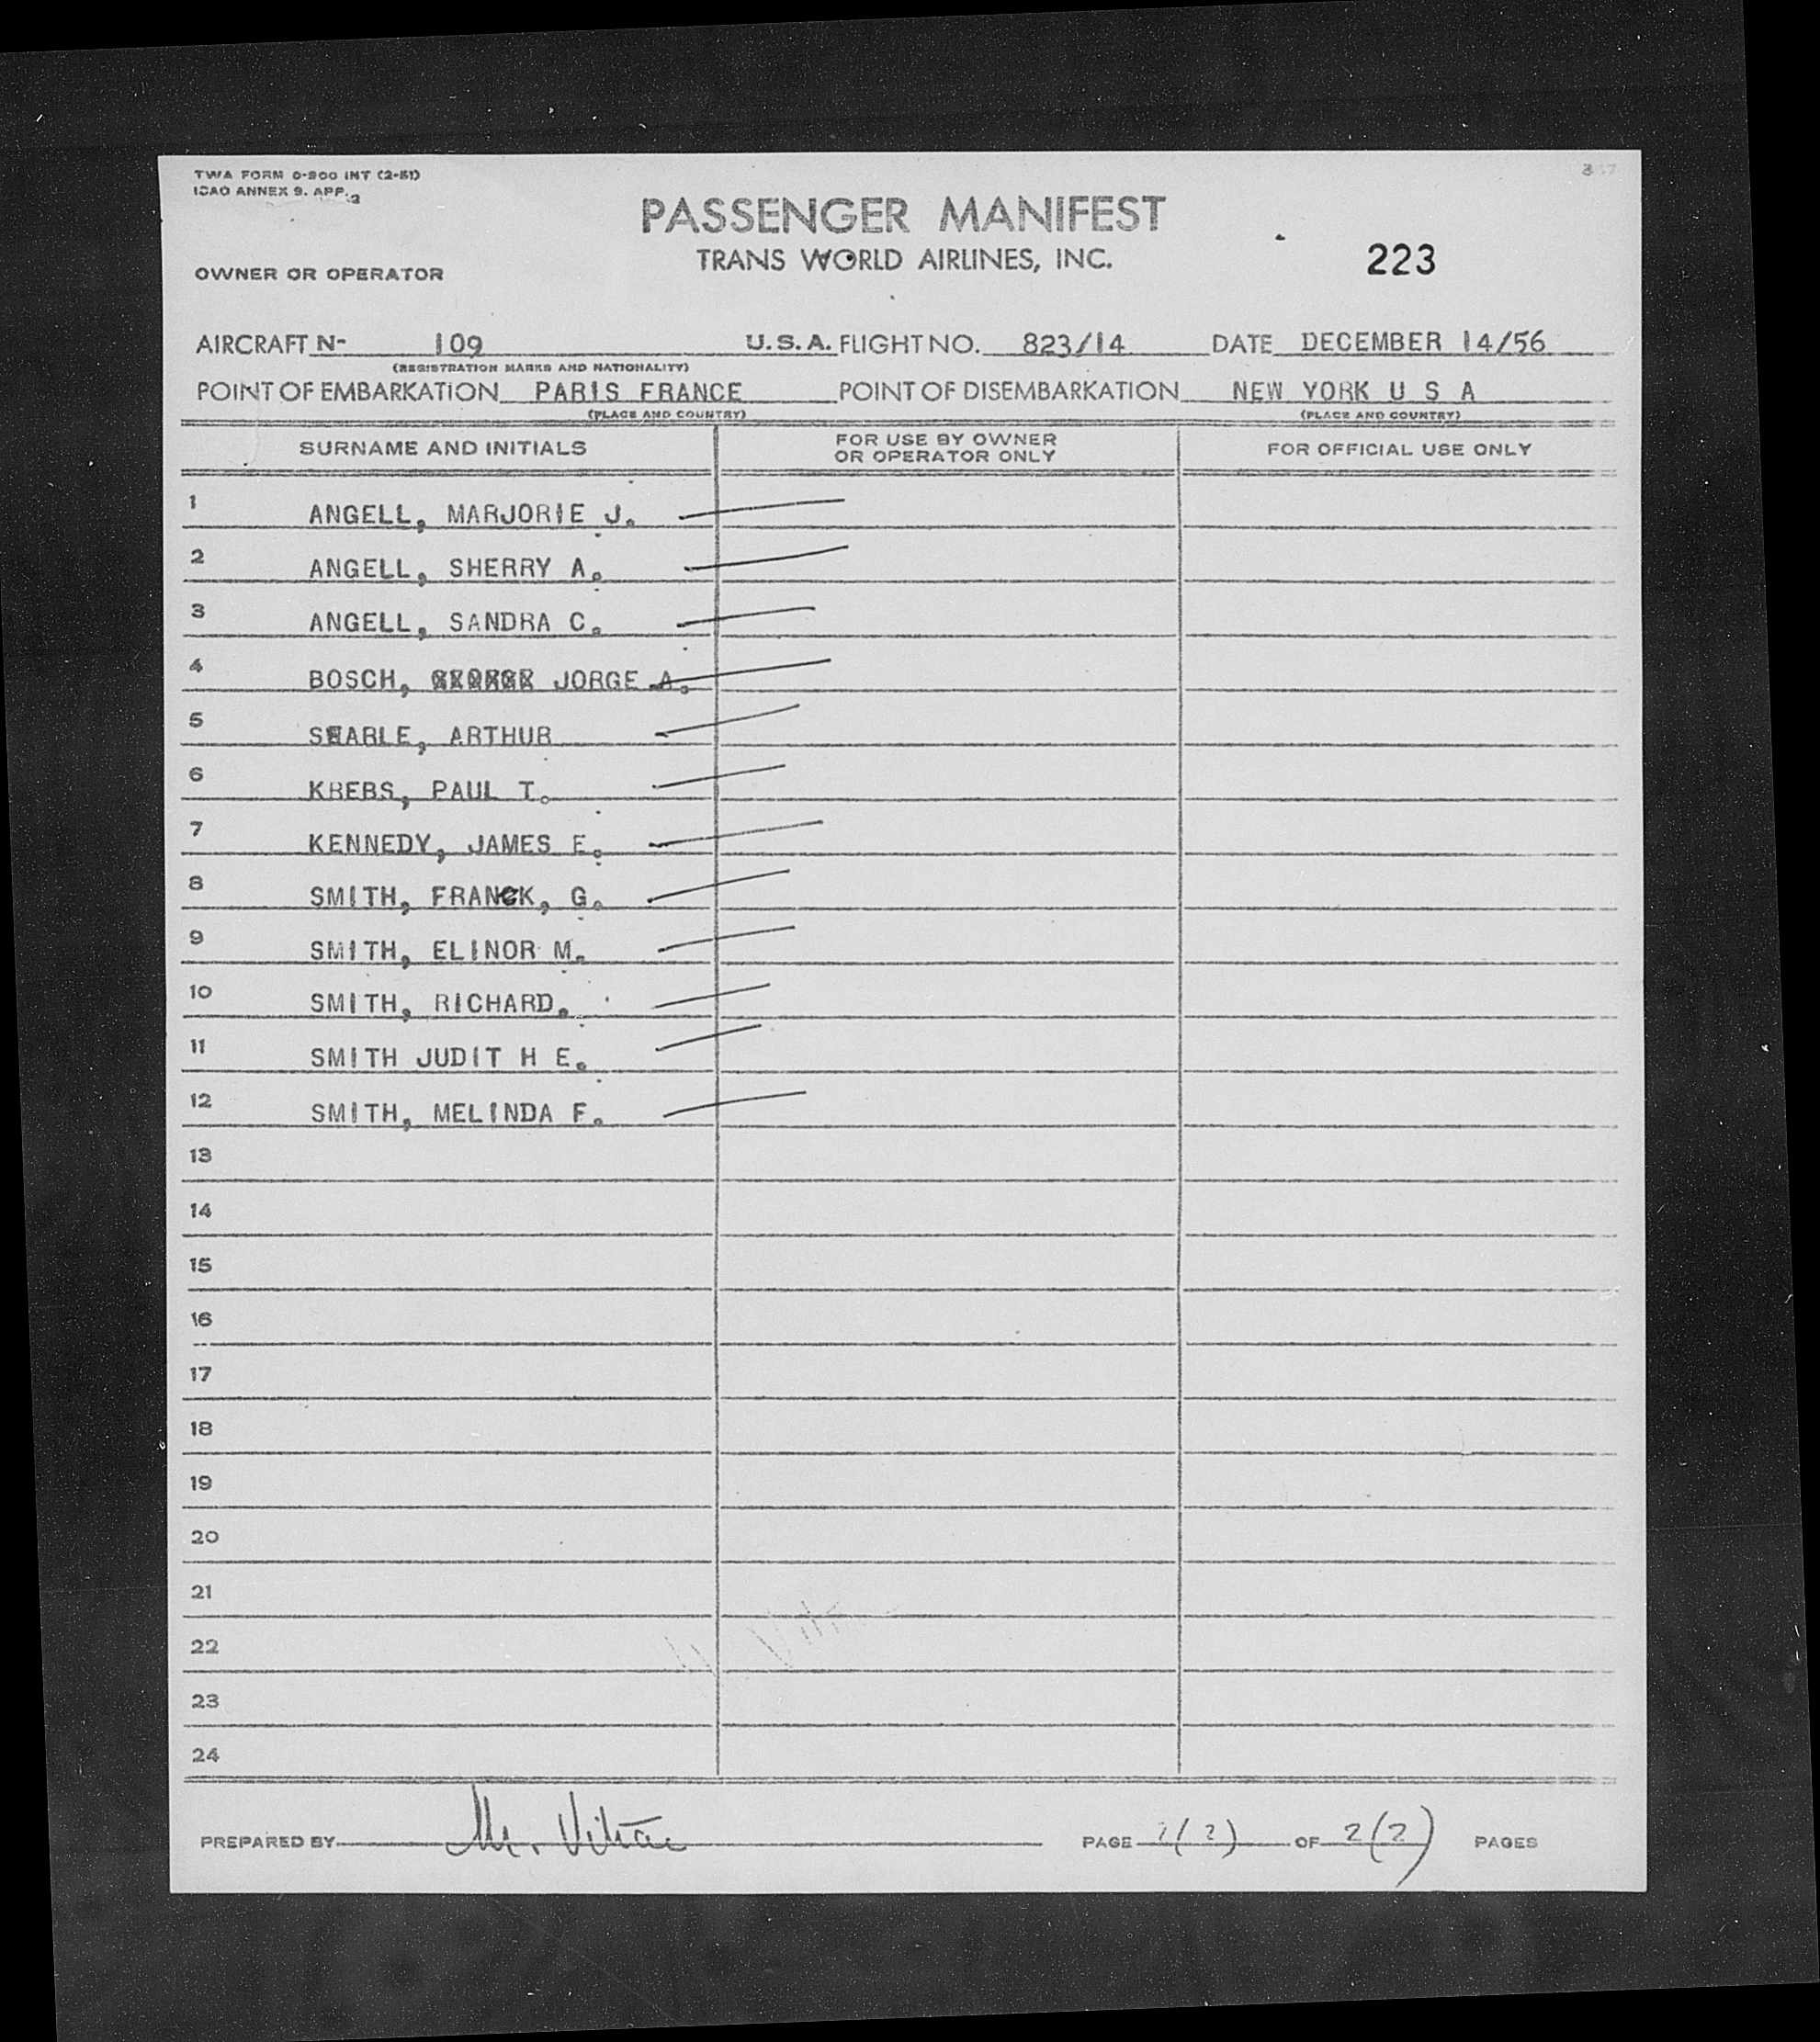 TWA FORM 0-800 INT (2-51)
ICAO ANNEX 9. APP. 2
PASSENGER MANIFEST
TRANS WORLD AIRLINES, INC.
223
OWNER OR OPERATOR
AIRCRAFT N- 109 U.S.A. FLIGHT NO. 823/14 DATE DECEMBER 14/56
(REGISTRATION MARKS AND NATIONALITY)
POINT OF EMBARKATION PARIS FRANCE POINT OF DISEMBARKATION NEW YORK U S A
(PLACE AND COUNTRY) (PLACE AND COUNTRY)
SURNAME AND INITIALS FOR USE BY OWNER OR OPERATOR ONLY FOR OFFICIAL USE ONLY
1 ANGELL, MARJORIE J.
2 ANGELL, SHERRY A.
3 ANGELL, SANDRA C.
4 BOSCH, JORGE A.
5 SEARLE, ARTHUR
6 KREBS, PAUL T.
7 KENNEDY, JAMES E.
8 SMITH, FRANCK, G.
9 SMITH, ELINOR M.
10 SMITH, RICHARD.
11 SMITH JUDIT H E.
12 SMITH, MELINDA F.
13
14
15
16
17
18
19
20
21
22
23
24
PREPARED BY PAGE 2(2) OF 2(2) PAGES